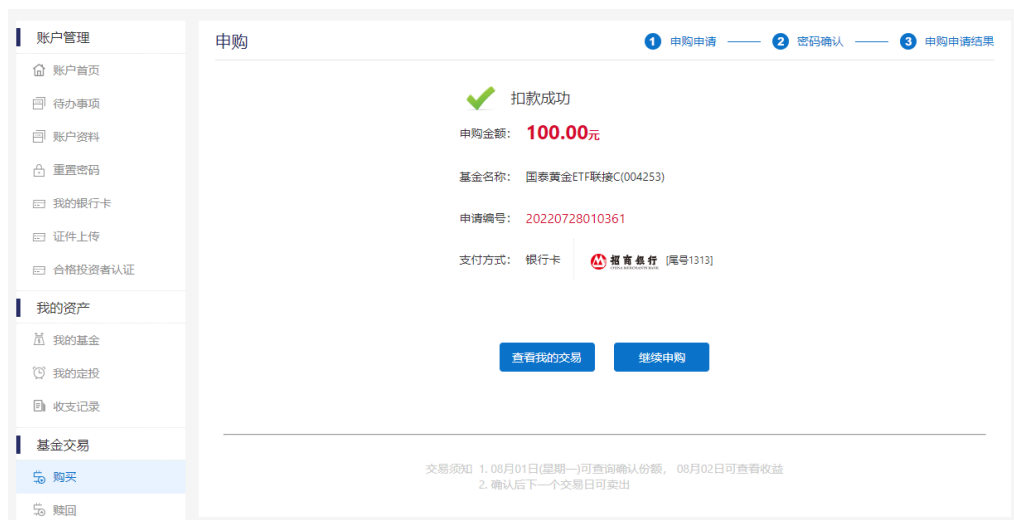 账户管理
账户首页
待办事项
账户资料
重置密码
我的银行卡
证件上传
合格投资者认证
我的资产
我的基金
我的定投
收支记录
基金交易
购买
赎回
申购
1 申购申请 2 密码确认 3 申购申请结果
扣款成功
申购金额： 100.00元
基金名称： 国泰黄金ETF联接C(004253)
申请编号： 20220728010361
支付方式： 银行卡 招商银行 [尾号1313]
CHINA MERCHANTS BANK
查看我的交易 继续申购
交易须知 1. 08月01日(星期一)可查询确认份额， 08月02日可查看收益
2. 确认后下一个交易日可卖出